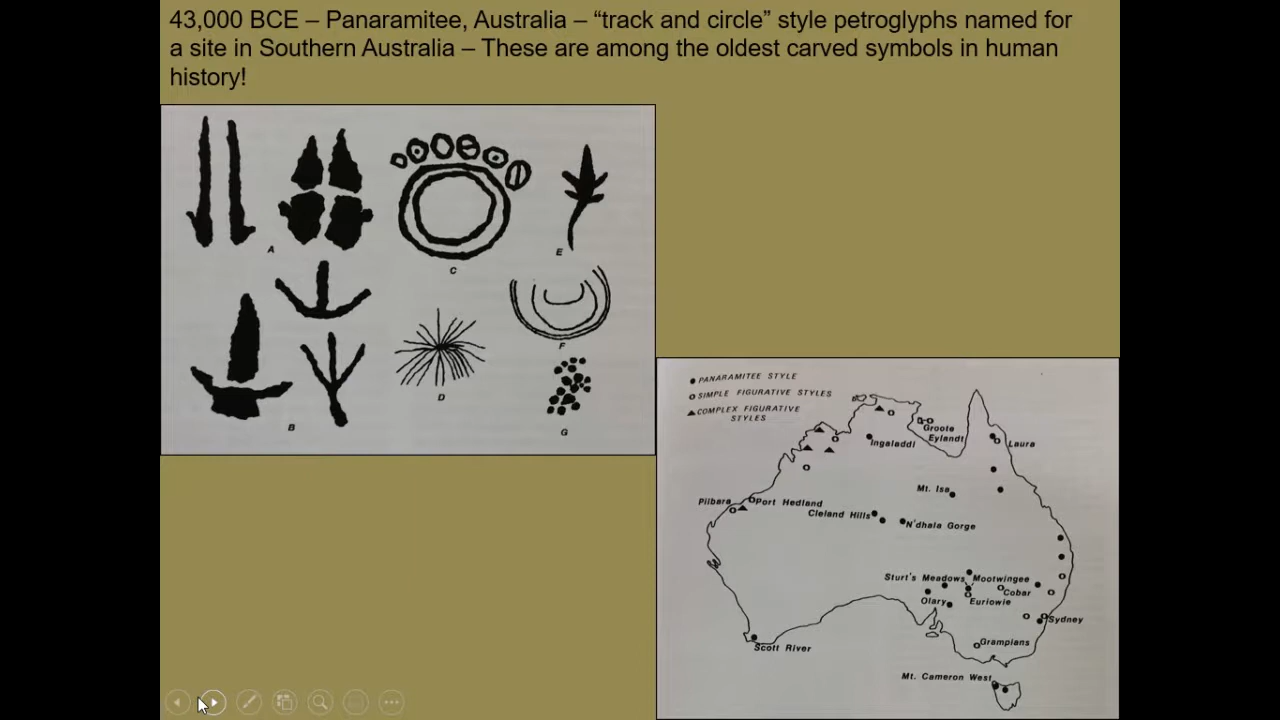 43,000 BCE – Panaramitee, Australia – “track and circle” style petroglyphs named for
a site in Southern Australia – These are among the oldest carved symbols in human
history!
A
C
E
B
D
F
G
PANARAMITEE STYLE
SIMPLE FIGURATIVE STYLES
COMPLEX FIGURATIVE
STYLES
Groote
Eylandt
Ingaladdi
Laura
Mt. Isa
Pilbara
Port Hedland
Cleland Hills
N'dhala Gorge
Sturt's Meadows
Mootwingee
Cobar
Olary
Euriowie
Sydney
Grampians
Scott River
Mt. Cameron West